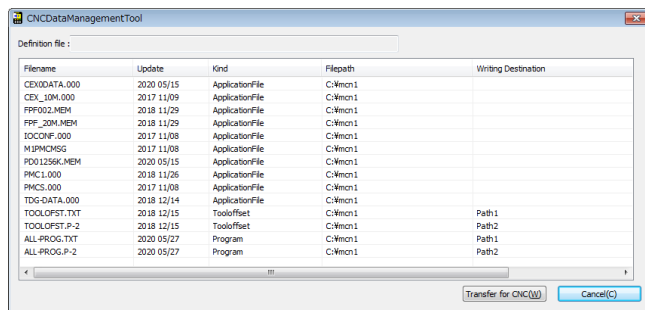 CNCDataManagementTool
Definition file :
Filename Update Kind Filepath Writing Destination
CEX0DATA.000 2020 05/15 ApplicationFile C:¥mcn1
CEX_10M.000 2017 11/09 ApplicationFile C:¥mcn1
FPF002.MEM 2018 11/29 ApplicationFile C:¥mcn1
FPF_20M.MEM 2018 11/29 ApplicationFile C:¥mcn1
IOCONF.000 2017 11/08 ApplicationFile C:¥mcn1
M1PMCMSG 2017 11/08 ApplicationFile C:¥mcn1
PD01256K.MEM 2020 05/15 ApplicationFile C:¥mcn1
PMC1.000 2018 11/26 ApplicationFile C:¥mcn1
PMCS.000 2017 11/08 ApplicationFile C:¥mcn1
TDG-DATA.000 2018 12/14 ApplicationFile C:¥mcn1
TOOLOFST.TXT 2018 12/15 Tooloffset C:¥mcn1 Path1
TOOLOFST.P-2 2018 12/15 Tooloffset C:¥mcn1 Path2
ALL-PROG.TXT 2020 05/27 Program C:¥mcn1 Path1
ALL-PROG.P-2 2020 05/27 Program C:¥mcn1 Path2
Transfer for CNC(W) Cancel(C)